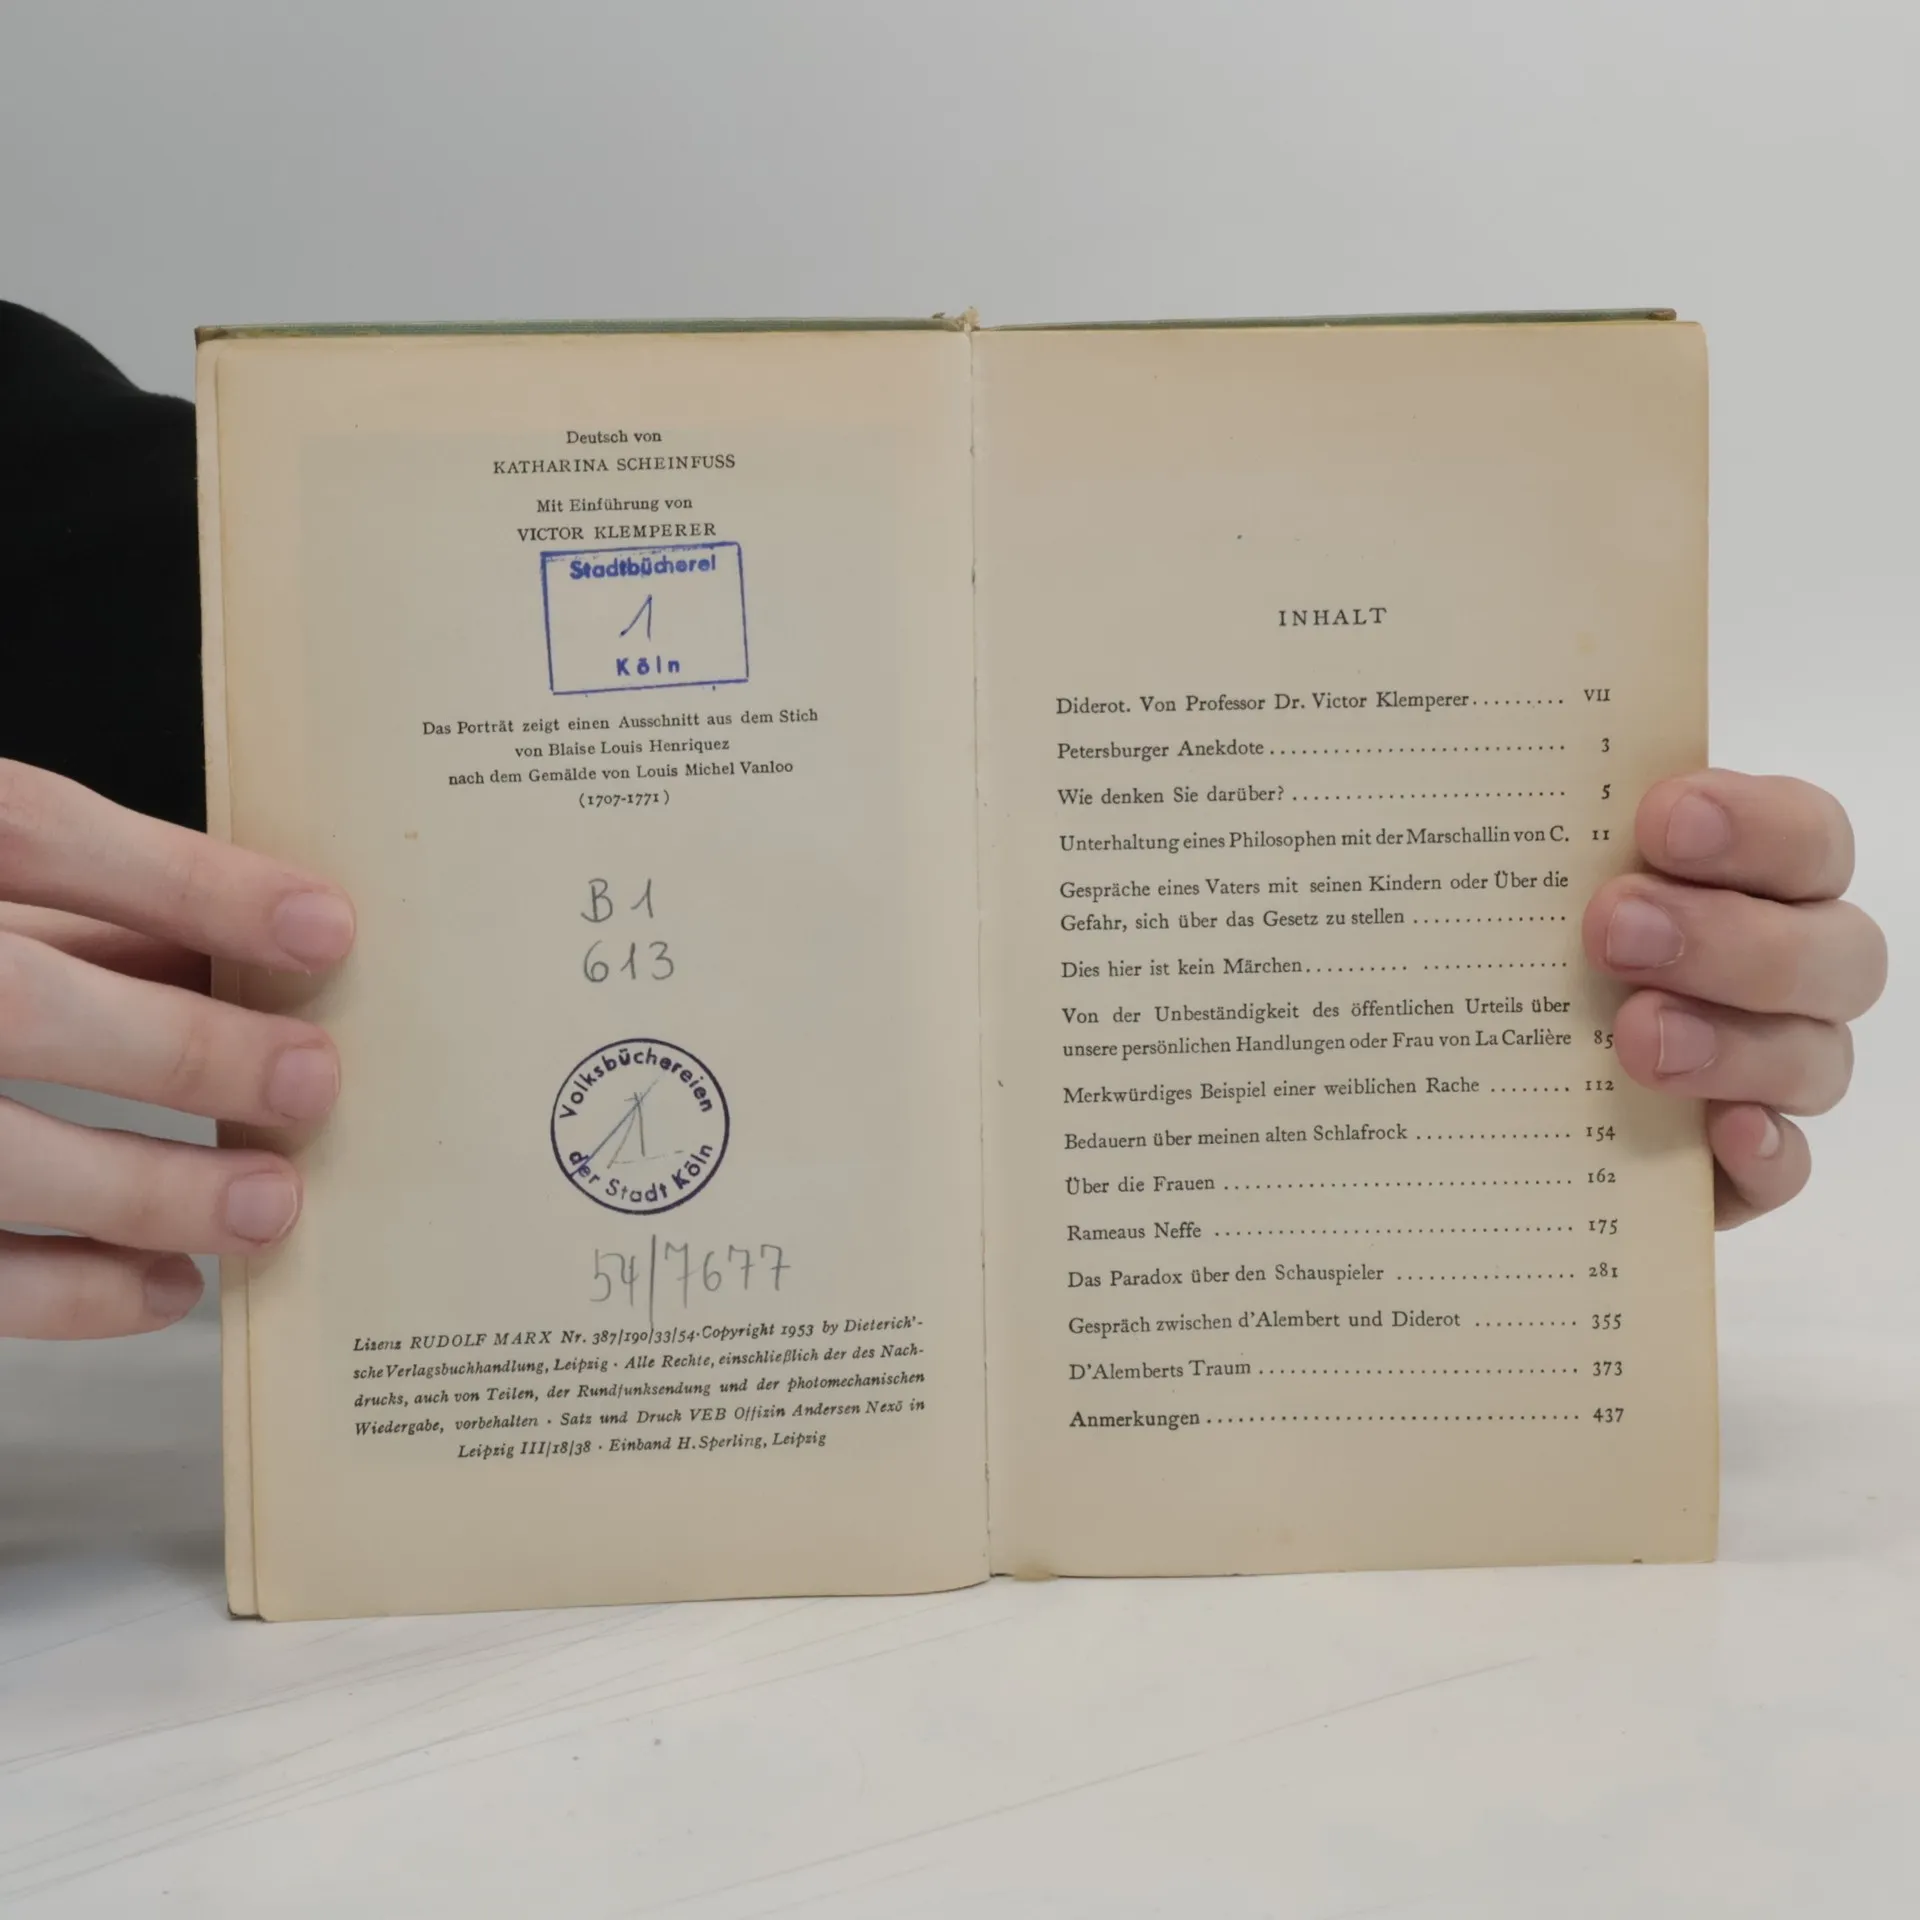 Deutsch von
KATHARINA SCHEINFUSS
Mit Einführung von
VICTOR KLEMPERER
Stadtbücherei
1
Köln
Das Porträt zeigt einen Ausschnitt aus dem Stich
von Blaise Louis Henriquez
nach dem Gemälde von Louis Michel Vanloo
(1707-1771)
B 1
613
Volksbüchereien
1
der Stadt Köln
54/7677
Lizenz RUDOLF MARX Nr. 387/190/33/54·Copyright 1953 by Dieterich'-
sche Verlagsbuchhandlung, Leipzig · Alle Rechte, einschließlich der des Nach-
drucks, auch von Teilen, der Rundfunksendung und der photomechanischen
Wiedergabe, vorbehalten · Satz und Druck VEB Offizin Andersen Nexö in
Leipzig III/18/38 · Einband H. Sperling, Leipzig
INHALT
Diderot. Von Professor Dr. Victor Klemperer......... VII
Petersburger Anekdote............................ 3
Wie denken Sie darüber? .......................... 5
Unterhaltung eines Philosophen mit der Marschallin von C. 11
Gespräche eines Vaters mit seinen Kindern oder Über die
Gefahr, sich über das Gesetz zu stellen ...............
Dies hier ist kein Märchen.......... ..............
Von der Unbeständigkeit des öffentlichen Urteils über
unsere persönlichen Handlungen oder Frau von La Carlière 85
Merkwürdiges Beispiel einer weiblichen Rache ........ 112
Bedauern über meinen alten Schlafrock ............... 154
Über die Frauen ................................. 162
Rameaus Neffe .................................. 175
Das Paradox über den Schauspieler ................. 281
Gespräch zwischen d'Alembert und Diderot .......... 355
D'Alemberts Traum ............................... 373
Anmerkungen .................................... 437